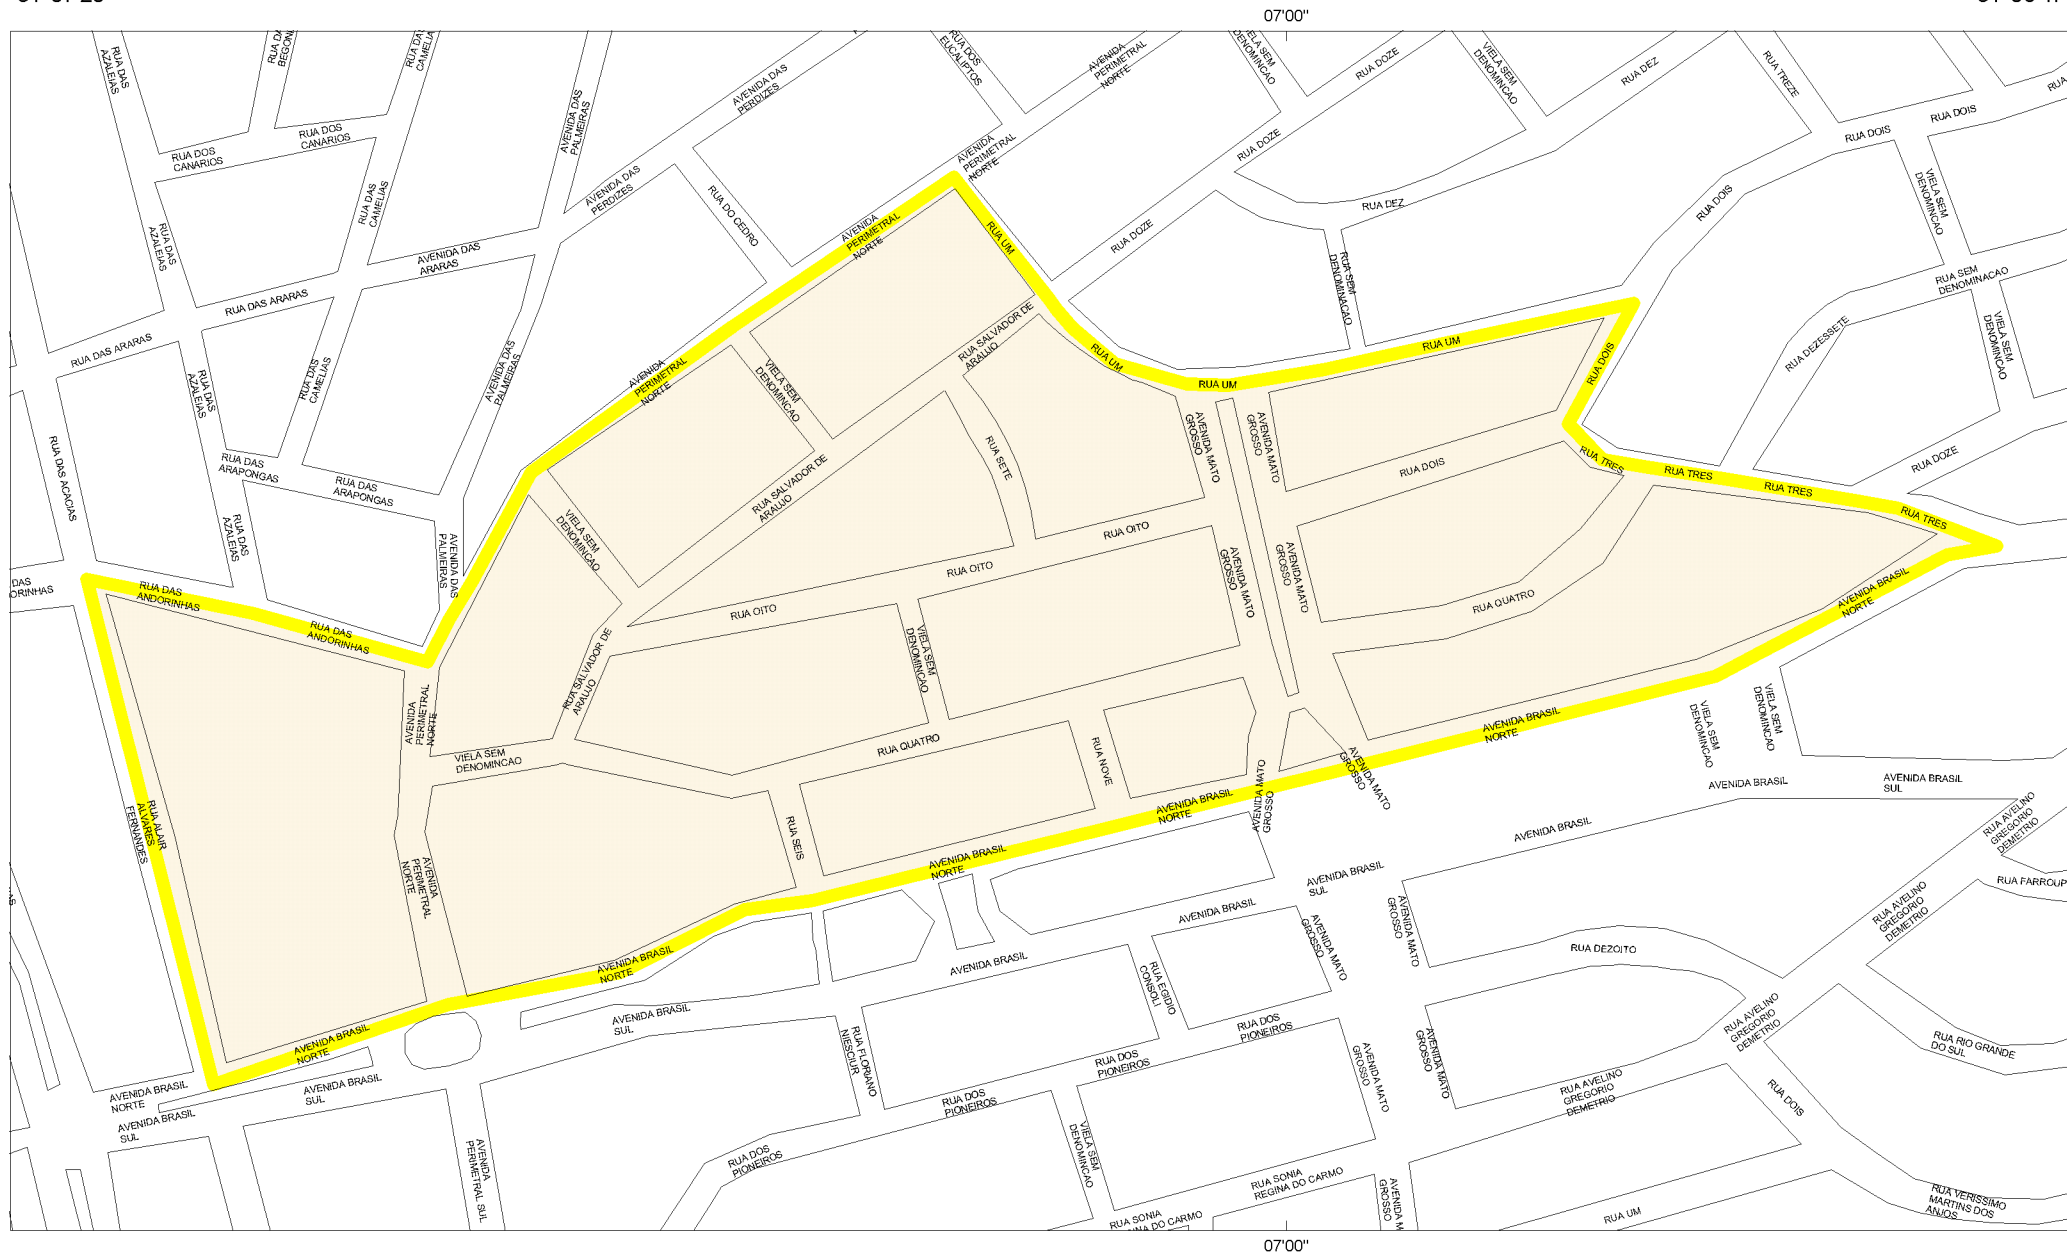 07'00"
RUA DAS
AZALEIAS
RUA DOS
EUCALIPTOS
AVENIDA
PERIMETRAL
NORTE
VIELA SEM
DENOMINCAO
RUA DOZE
VIELA SEM
DENOMINCAO
RUA DEZ
RUA TREZE
RUA DOIS
RUA DOIS
AVENIDA DAS
PERDIZES
AVENIDA DAS
PALMEIRAS
RUA DOS
CANARIOS
RUA DOS
CANARIOS
AVENIDA
PERIMETRAL
NORTE
RUA DOZE
RUA DAS
CAMELIAS
AVENIDA DAS
PERDIZES
RUA DO CEDRO
RUA DEZ
RUA DOIS
VIELA SEM
DENOMINCAO
RUA DAS
AZALEIAS
AVENIDA DAS
ARARAS
AVENIDA
PERIMETRAL
NORTE
RUA UM
RUA DOZE
RUA SEM
DENOMINACAO
RUA SEM
DENOMINACAO
RUA DAS ARARAS
RUA DAS ARARAS
RUA SALVADOR DE
ARAUJO
RUA UM
RUA UM
RUA UM
RUA DOIS
RUA DEZESSETE
VIELA SEM
DENOMINCAO
RUA DAS
AZALEIAS
RUA DAS
CAMELIAS
AVENIDA DAS
PALMEIRAS
AVENIDA
PERIMETRAL
NORTE
VIELA SEM
DENOMINCAO
RUA DAS ACACIAS
RUA DAS
ARAPONGAS
RUA DAS
ARAPONGAS
RUA SALVADOR DE
ARAUJO
RUA SETE
AVENIDA MATO
GROSSO
AVENIDA MATO
GROSSO
RUA DOIS
RUA TRES
RUA TRES
RUA TRES
RUA TRES
RUA DOZE
RUA DAS
AZALEIAS
AVENIDA DAS
PALMEIRAS
VIELA SEM
DENOMINCAO
RUA OITO
RUA OITO
RUA OITO
AVENIDA MATO
GROSSO
AVENIDA MATO
GROSSO
RUA QUATRO
AVENIDA BRASIL
NORTE
RUA DAS
ANDORINHAS
RUA DAS
ANDORINHAS
RUA SALVADOR DE
ARAUJO
VIELA SEM
DENOMINCAO
AVENIDA
PERIMETRAL
NORTE
VIELA SEM
DENOMINCAO
RUA QUATRO
RUA NOVE
AVENIDA BRASIL
NORTE
VIELA SEM
DENOMINCAO
VIELA SEM
DENOMINCAO
RUA ALAIR
ALVARES
FERNANDES
RUA SEIS
AVENIDA BRASIL
NORTE
AVENIDA MATO
GROSSO
AVENIDA MATO
GROSSO
AVENIDA BRASIL
AVENIDA BRASIL
SUL
AVENIDA BRASIL
RUA AVELINO
GREGORIO
DEMETRIO
AVENIDA
PERIMETRAL
NORTE
AVENIDA BRASIL
NORTE
AVENIDA BRASIL
SUL
AVENIDA BRASIL
AVENIDA MATO
GROSSO
AVENIDA MATO
GROSSO
RUA AVELINO
GREGORIO
DEMETRIO
RUA DEZOITO
AVENIDA BRASIL
NORTE
AVENIDA BRASIL
RUA EGIDIO
CONSOLI
AVENIDA BRASIL
NORTE
AVENIDA BRASIL
SUL
RUA FLORIANO
NIESCIUR
RUA DOS
PIONEIROS
RUA DOS
PIONEIROS
RUA DOS
PIONEIROS
AVENIDA MATO
GROSSO
AVENIDA MATO
GROSSO
RUA AVELINO
GREGORIO
DEMETRIO
RUA AVELINO
GREGORIO
DEMETRIO
RUA RIO GRANDE
DO SUL
RUA DOIS
AVENIDA BRASIL
NORTE
AVENIDA BRASIL
SUL
AVENIDA BRASIL
SUL
AVENIDA
PERIMETRAL SUL
RUA DOS
PIONEIROS
VIELA SEM
DENOMINCAO
RUA SONIA
REGINA DO CARMO
RUA SONIA
DO CARMO
GROSSO
RUA UM
RUA VERISSIMO
MARTINS DOS
ANJOS
07'00"